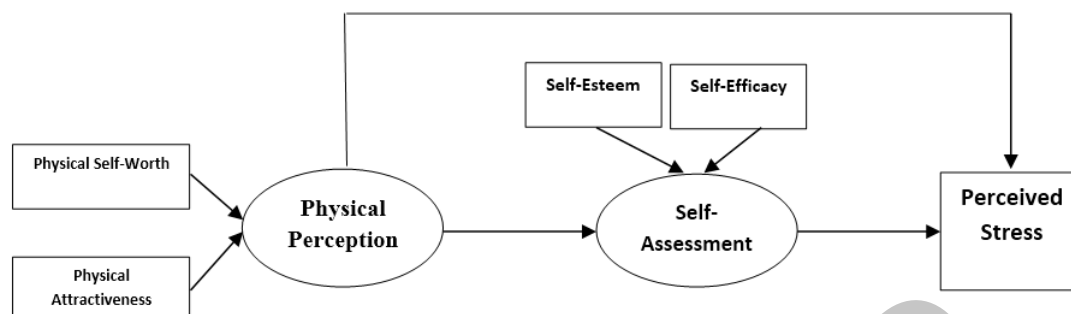 Self-Esteem
Self-Efficacy
Physical Self-Worth
Physical
Perception
Self-
Assessment
Perceived
Stress
Physical
Attractiveness